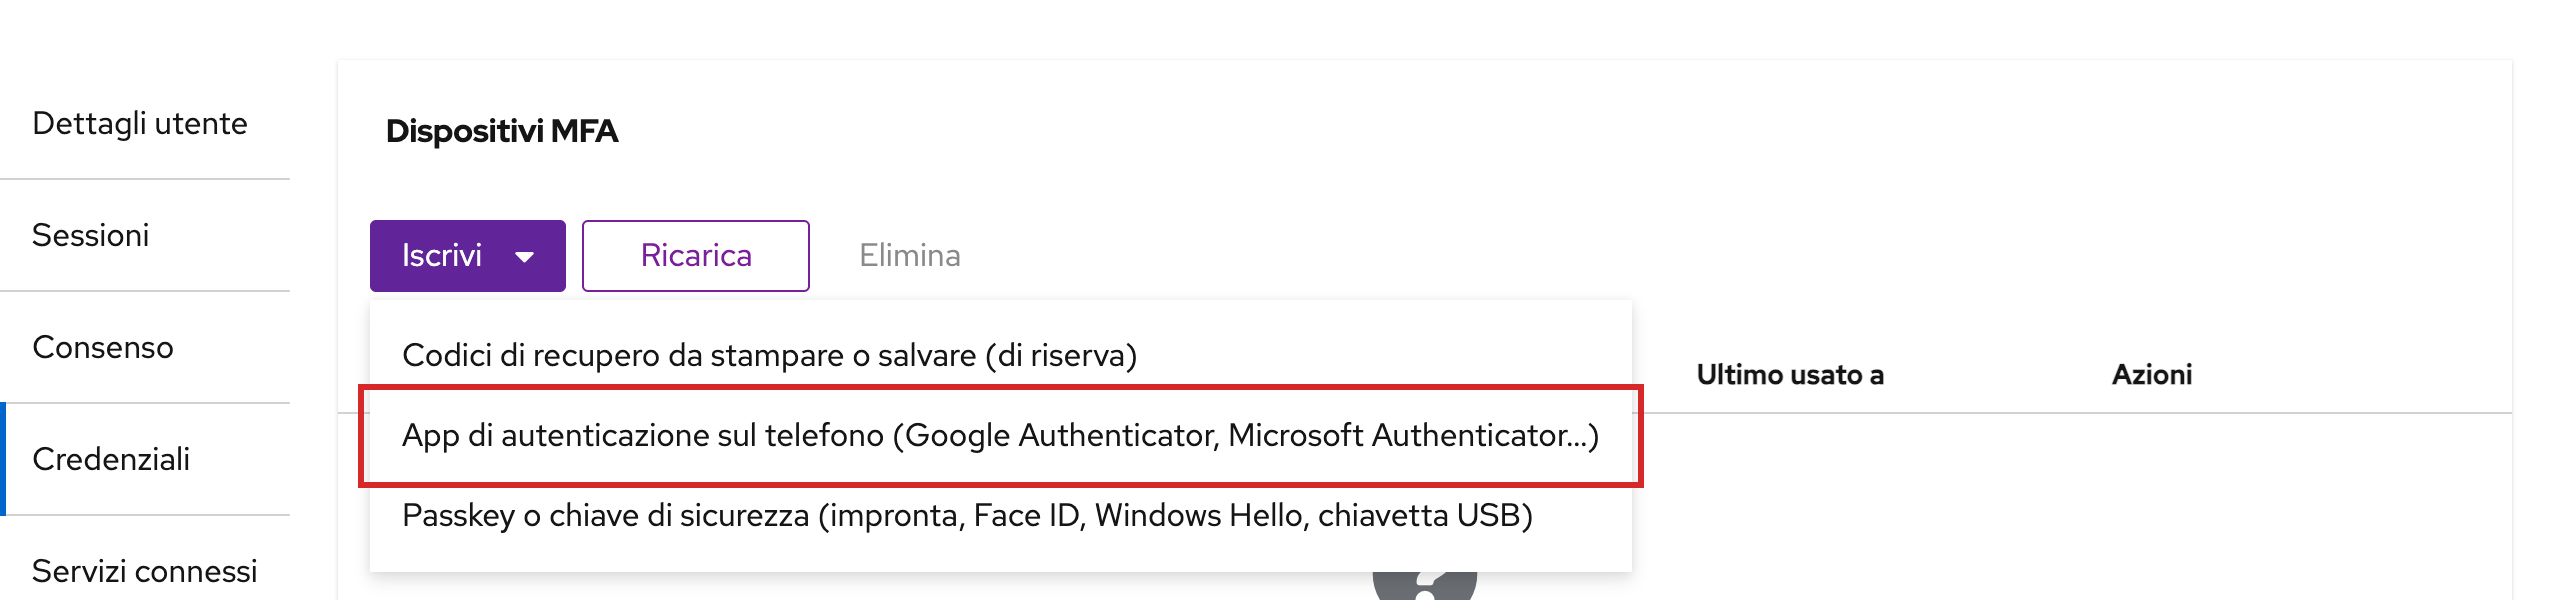 Dettagli utente
Sessioni
Consenso
Credenziali
Servizi connessi
Dispositivi MFA
Iscrivi
Ricarica
Elimina
Codici di recupero da stampare o salvare (di riserva)
App di autenticazione sul telefono (Google Authenticator, Microsoft Authenticator...)
Passkey o chiave di sicurezza (impronta, Face ID, Windows Hello, chiavetta USB)
Ultimo usato a
Azioni
?